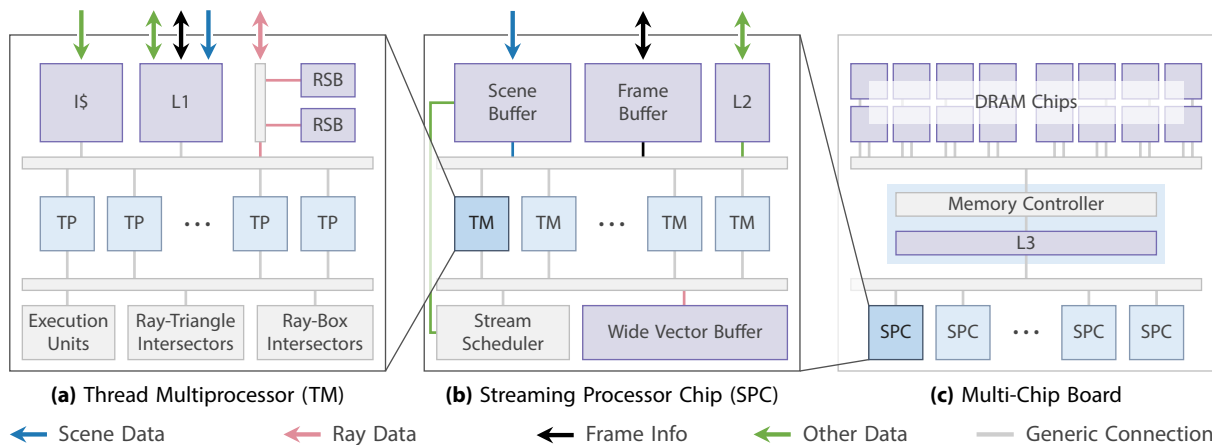 I$
L1
RSB
RSB
TP
TP
...
TP
TP
Execution
Units
Ray-Triangle
Intersectors
Ray-Box
Intersectors
(a) Thread Multiprocessor (TM)
Scene
Buffer
Frame
Buffer
L2
TM
TM
...
TM
TM
Stream
Scheduler
Wide Vector Buffer
(b) Streaming Processor Chip (SPC)
DRAM Chips
Memory Controller
L3
SPC
SPC
...
SPC
SPC
(c) Multi-Chip Board
Scene Data
Ray Data
Frame Info
Other Data
Generic Connection